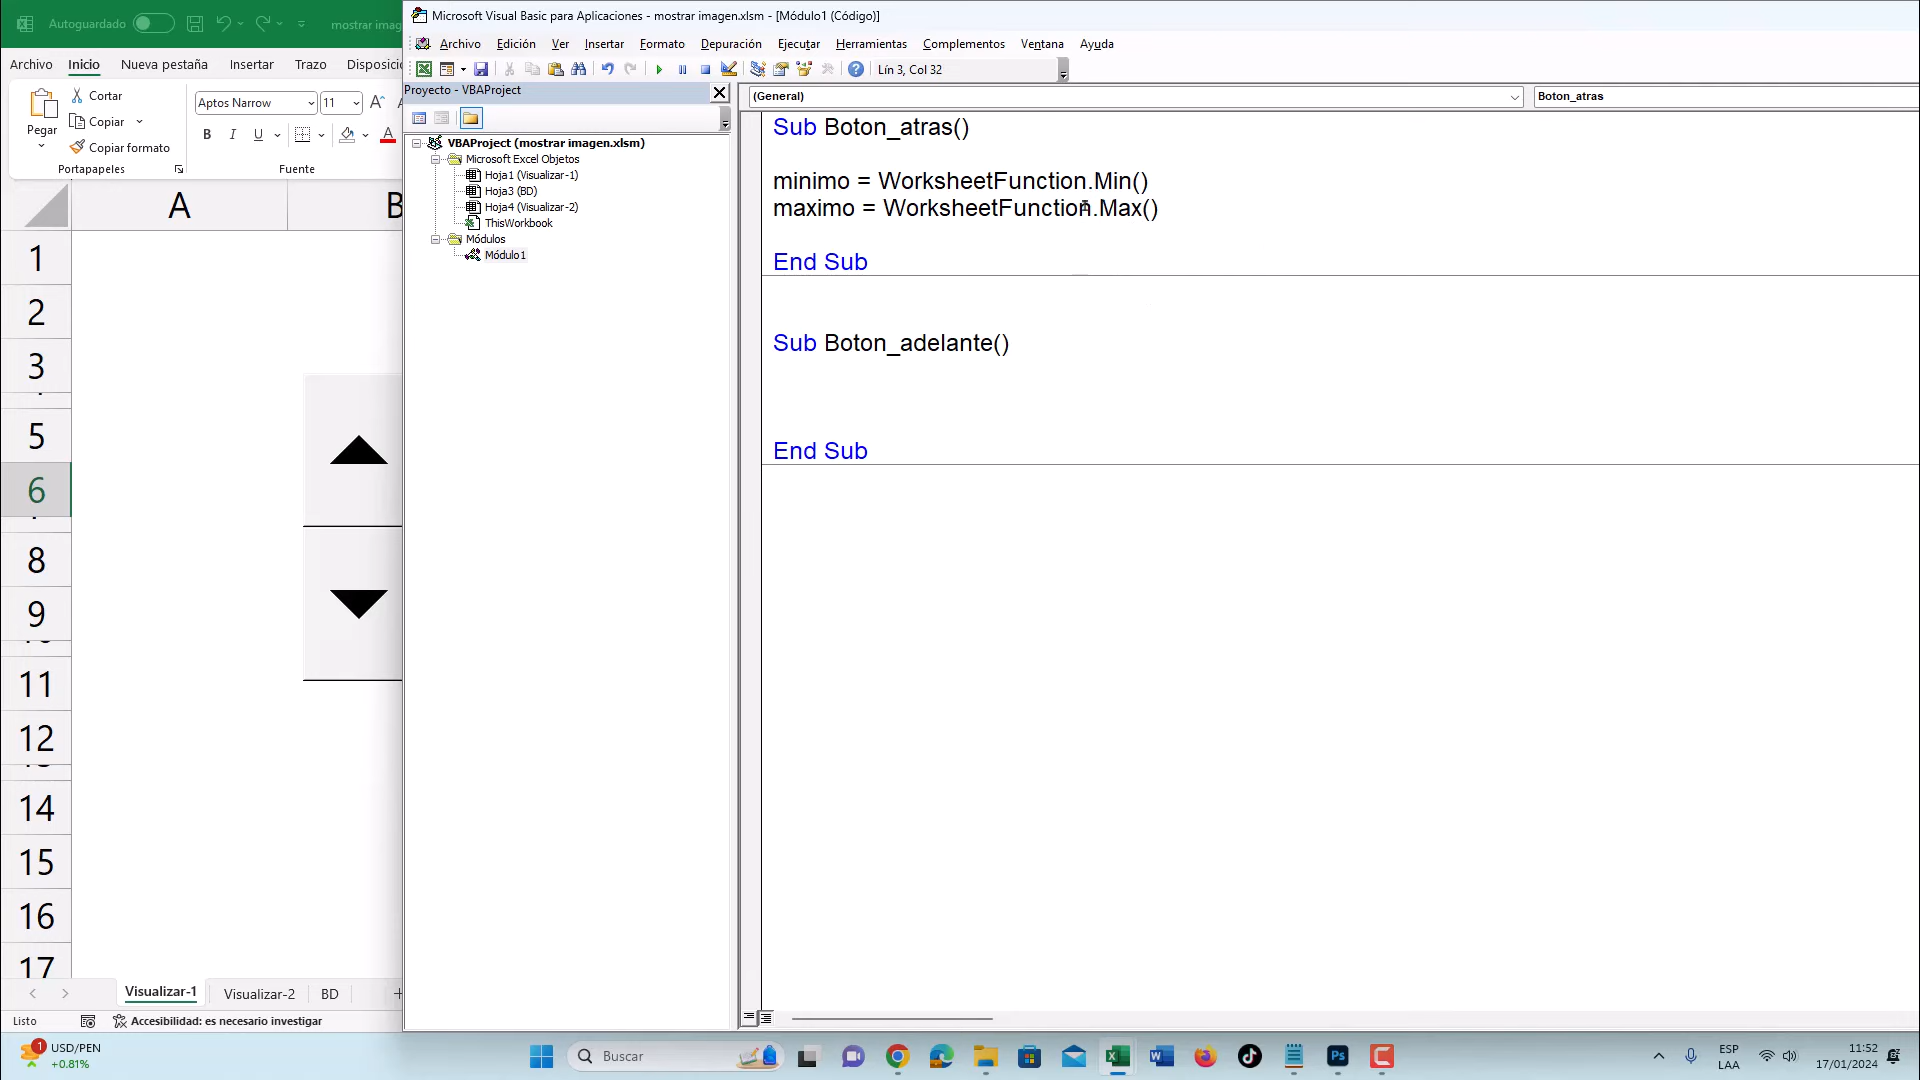 Autoguardado
mostrar imag
Archivo
Inicio
Nueva pestaña
Insertar
Trazo
Disposició
Pegar
Cortar
Copiar
Copiar formato
Portapapeles
Aptos Narrow
11
A
N K S
A
Fuente
A
B
1
2
3
5
6
8
9
11
12
14
15
16
17
Visualizar-1
Visualizar-2
BD
Listo
Accesibilidad: es necesario investigar
Microsoft Visual Basic para Aplicaciones - mostrar imagen.xlsm - [Módulo1 (Código)]
Archivo
Edición
Ver
Insertar
Formato
Depuración
Ejecutar
Herramientas
Complementos
Ventana
Ayuda
Lín 3, Col 32
Proyecto - VBAProject
VBAProject (mostrar imagen.xlsm)
Microsoft Excel Objetos
Hoja1 (Visualizar-1)
Hoja3 (BD)
Hoja4 (Visualizar-2)
ThisWorkbook
Módulos
Módulo1
(General)
Boton_atras
Sub Boton_atras()
minimo = WorksheetFunction.Min()
maximo = WorksheetFunction.Max()
End Sub
Sub Boton_adelante()
End Sub
1
USD/PEN
+0.81%
Buscar
Ps
ESP
LAA
11:52
17/01/2024